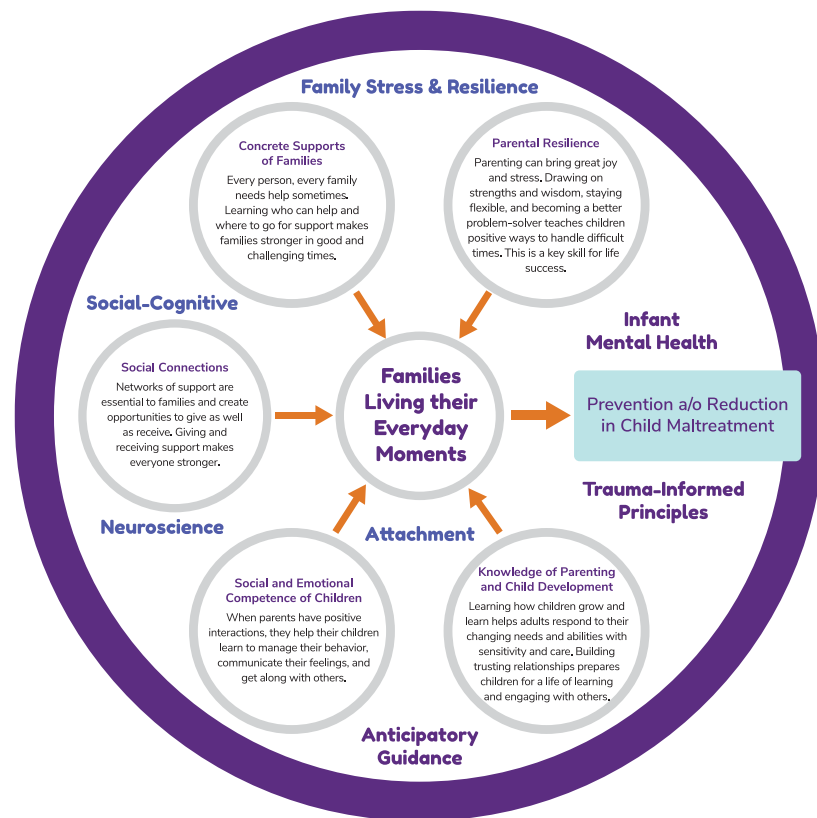 Family Stress & Resilience
Concrete Supports
of Families
Every person, every family
needs help sometimes.
Learning who can help and
where to go for support makes
families stronger in good and
challenging times.
Parental Resilience
Parenting can bring great joy
and stress. Drawing on
strengths and wisdom, staying
flexible, and becoming a better
problem-solver teaches children
positive ways to handle difficult
times. This is a key skill for life
success.
Social-Cognitive
Social Connections
Networks of support are
essential to families and create
opportunities to give as well
as receive. Giving and
receiving support makes
everyone stronger.
Neuroscience
Families
Living their
Everyday
Moments
Infant
Mental Health
Prevention a/o Reduction
in Child Maltreatment
Trauma-Informed
Principles
Attachment
Social and Emotional
Competence of Children
When parents have positive
interactions, they help their children
learn to manage their behavior,
communicate their feelings, and
get along with others.
Knowledge of Parenting
and Child Development
Learning how children grow and
learn helps adults respond to their
changing needs and abilities with
sensitivity and care. Building
trusting relationships prepares
children for a life of learning
and engaging with others.
Anticipatory
Guidance